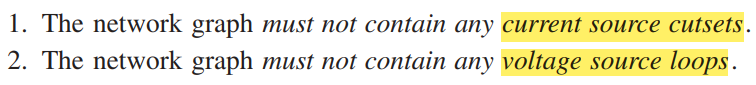 1. The network graph must not contain any current source cutsets.
2. The network graph must not contain any voltage source loops.